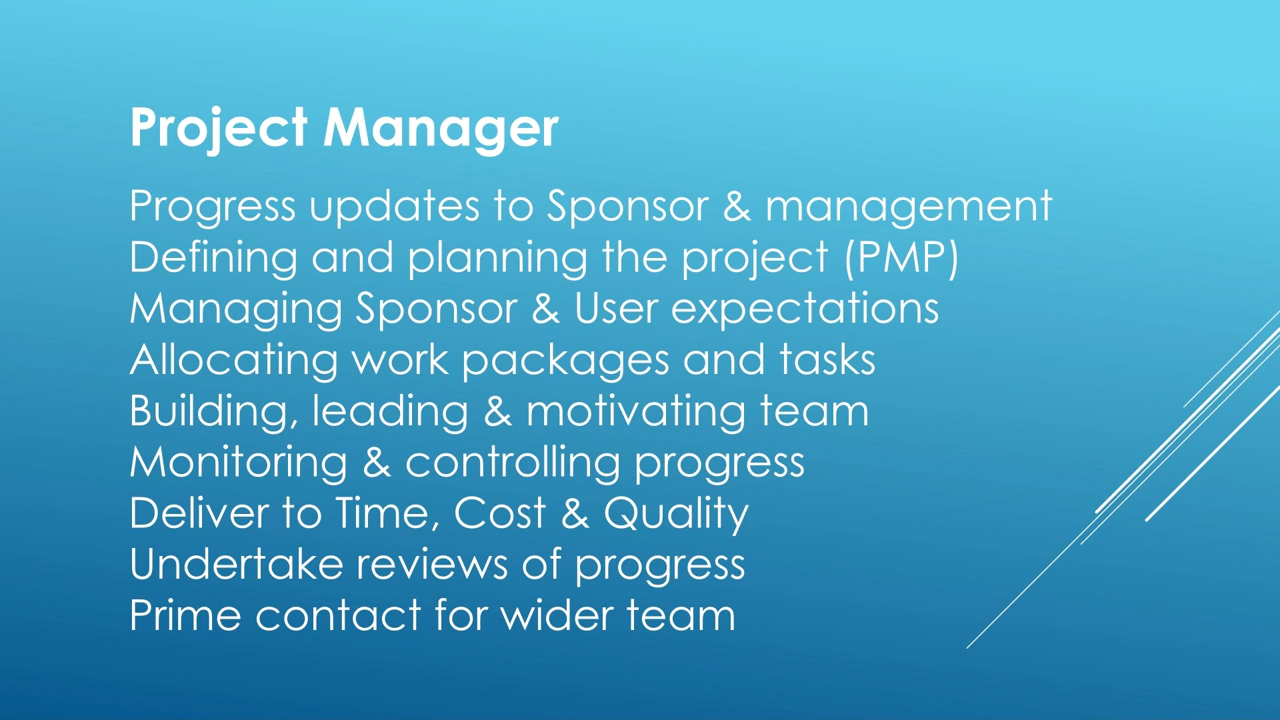 Project Manager
Progress updates to Sponsor & management
Defining and planning the project (PMP)
Managing Sponsor & User expectations
Allocating work packages and tasks
Building, leading & motivating team
Monitoring & controlling progress
Deliver to Time, Cost & Quality
Undertake reviews of progress
Prime contact for wider team